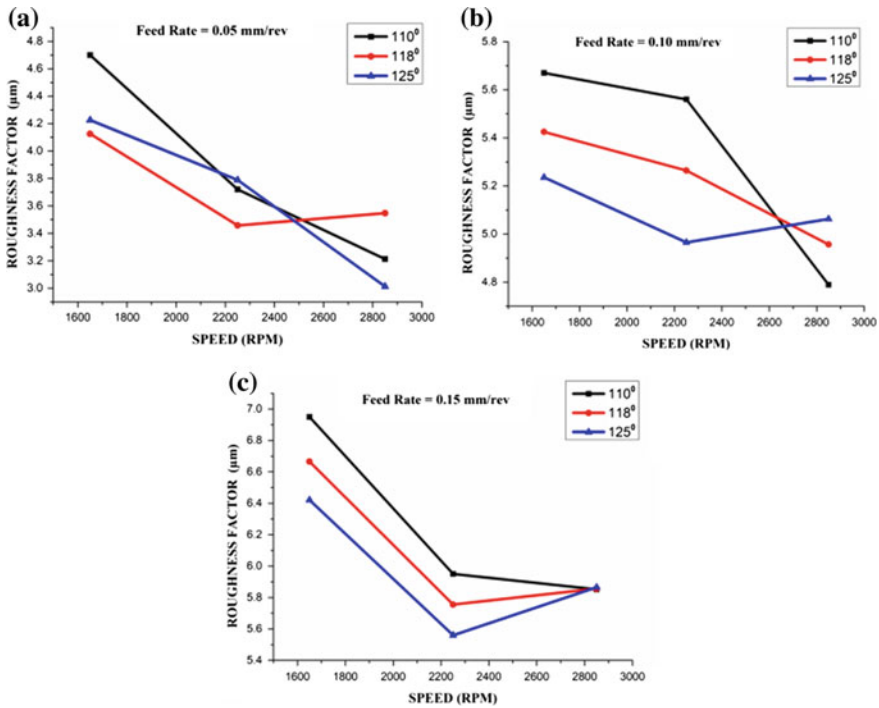 (a)
Feed Rate = 0.05 mm/rev
110⁰
118⁰
125⁰
4.8
4.6
4.4
4.2
4.0
3.8
3.6
3.4
3.2
3.0
ROUGHNESS FACTOR (µm)
1600 1800 2000 2200 2400 2600 2800 3000
SPEED (RPM)
(b)
Feed Rate = 0.10 mm/rev
110⁰
118⁰
125⁰
5.8
5.6
5.4
5.2
5.0
4.8
ROUGHNESS FACTOR (µm)
1600 1800 2000 2200 2400 2600 2800 3000
SPEED (RPM)
(c)
Feed Rate = 0.15 mm/rev
110⁰
118⁰
125⁰
7.0
6.8
6.6
6.4
6.2
6.0
5.8
5.6
5.4
ROUGHNESS FACTOR (µm)
1600 1800 2000 2200 2400 2600 2800 3000
SPEED (RPM)